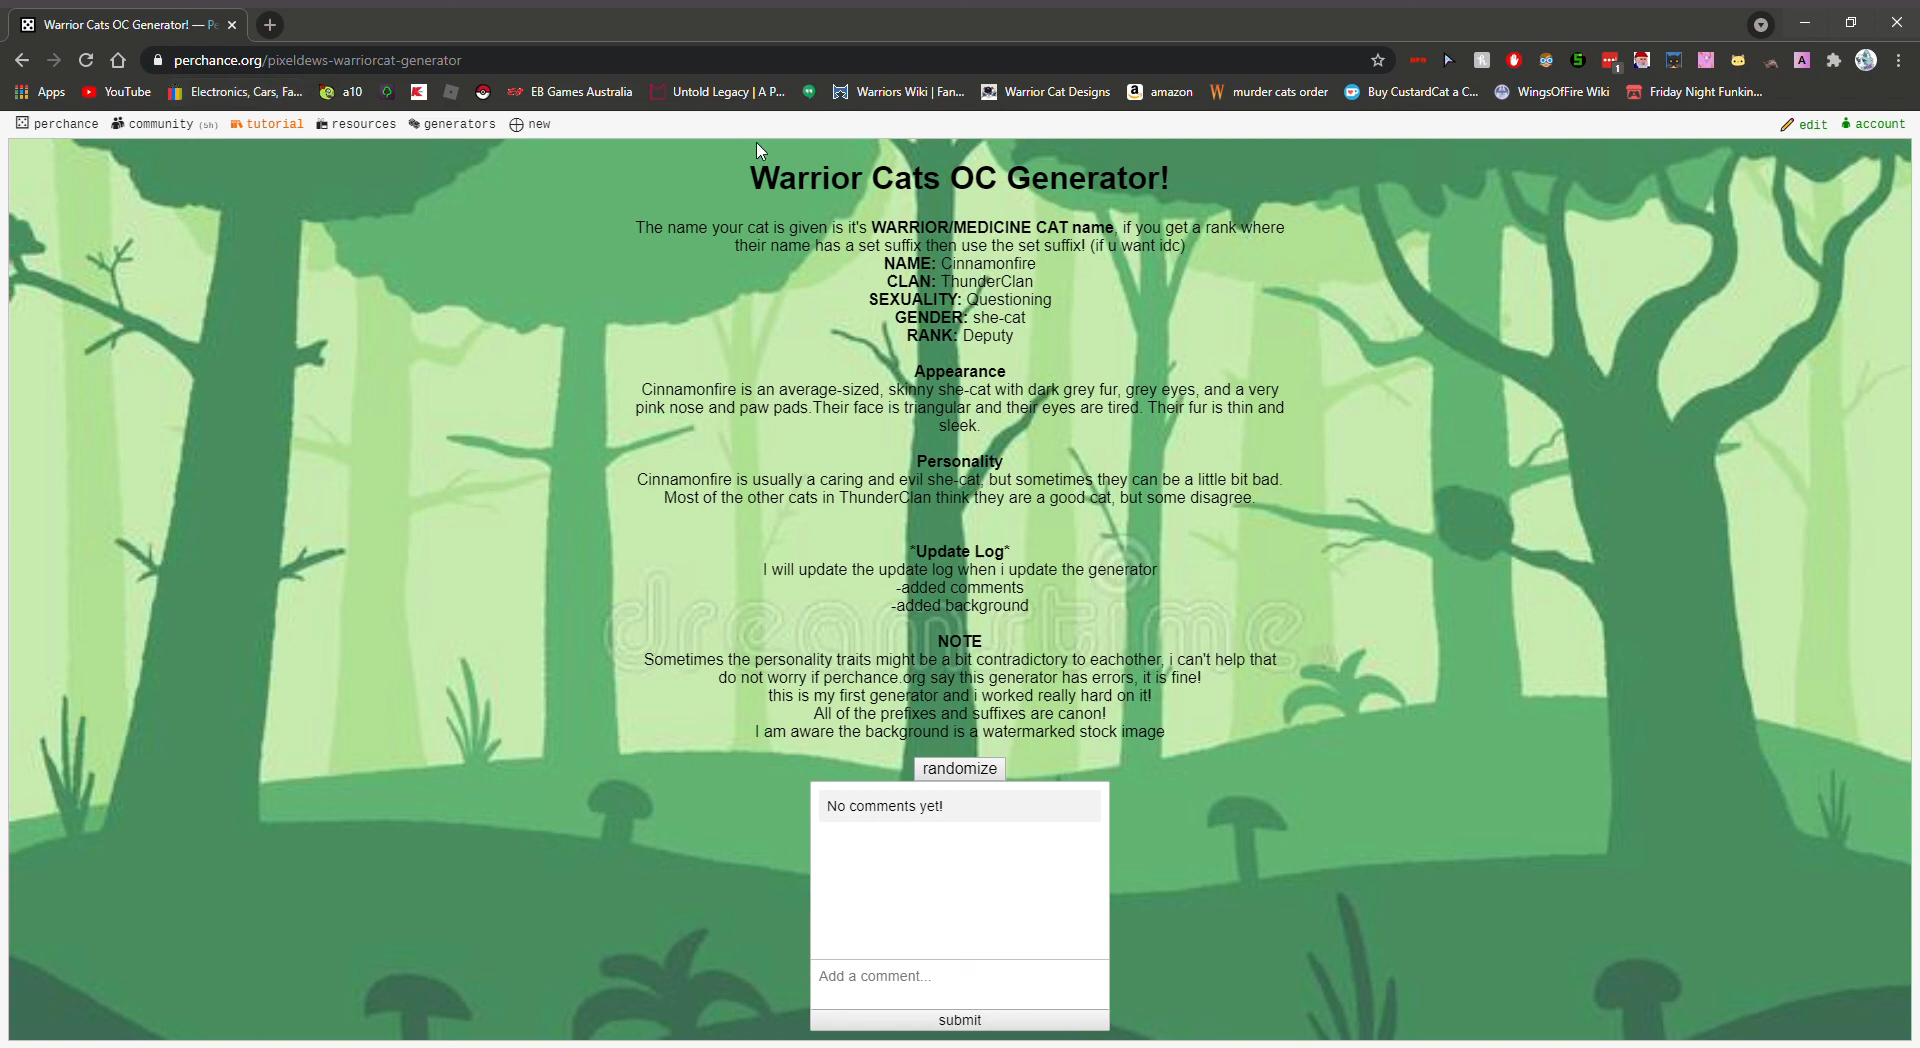 Warrior Cats OC Generator! — Pe
perchance.org/pixeldews-warriorcat-generator
1
Apps YouTube Electronics, Cars, Fa... a10 EB Games Australia Untold Legacy | A P... Warriors Wiki | Fan... Warrior Cat Designs amazon murder cats order Buy CustardCat a C... WingsOfFire Wiki Friday Night Funkin...
perchance community (5h) tutorial resources generators new edit account
Warrior Cats OC Generator!
The name your cat is given is it's WARRIOR/MEDICINE CAT name, if you get a rank where
their name has a set suffix then use the set suffix! (if u want idc)
NAME: Cinnamonfire
CLAN: ThunderClan
SEXUALITY: Questioning
GENDER: she-cat
RANK: Deputy
Appearance
Cinnamonfire is an average-sized, skinny she-cat with dark grey fur, grey eyes, and a very
pink nose and paw pads.Their face is triangular and their eyes are tired. Their fur is thin and
sleek.
Personality
Cinnamonfire is usually a caring and evil she-cat, but sometimes they can be a little bit bad.
Most of the other cats in ThunderClan think they are a good cat, but some disagree.
*Update Log*
I will update the update log when i update the generator
-added comments
-added background
dreamstime
NOTE
Sometimes the personality traits might be a bit contradictory to eachother, i can't help that
do not worry if perchance.org say this generator has errors, it is fine!
this is my first generator and i worked really hard on it!
All of the prefixes and suffixes are canon!
I am aware the background is a watermarked stock image
randomize
No comments yet!
Add a comment...
submit